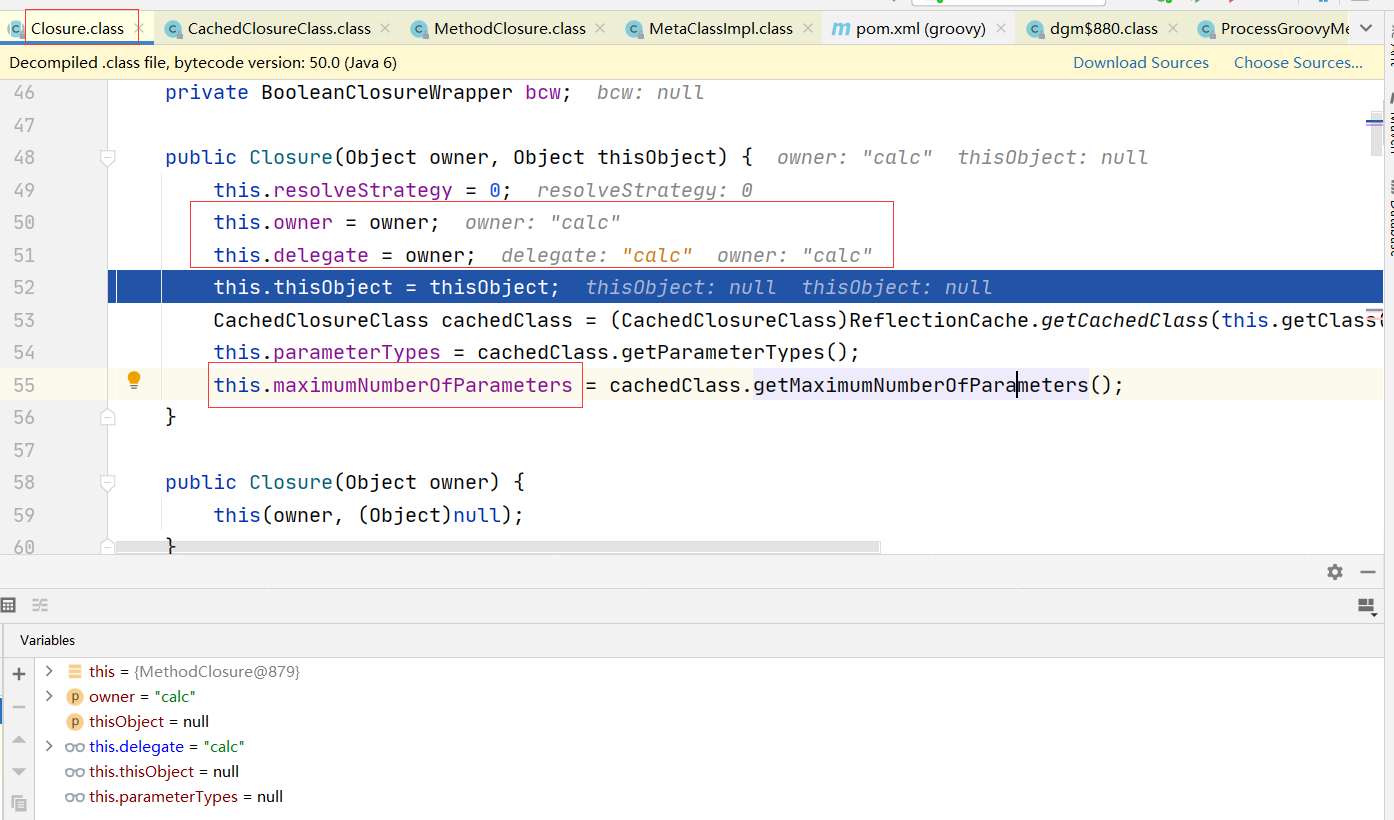 Closure.class CachedClosureClass.class MethodClosure.class MetaClassImpl.class pom.xml (groovy) dgm$880.class ProcessGroovyMe
Decompiled .class file, bytecode version: 50.0 (Java 6) Download Sources Choose Sources...
46 private BooleanClosureWrapper bcw; bcw: null
47
48 public Closure(Object owner, Object thisObject) { owner: "calc" thisObject: null
49 this.resolveStrategy = 0; resolveStrategy: 0
50 this.owner = owner; owner: "calc"
51 this.delegate = owner; delegate: "calc" owner: "calc"
52 this.thisObject = thisObject; thisObject: null thisObject: null
53 CachedClosureClass cachedClass = (CachedClosureClass)ReflectionCache.getCachedClass(this.getClass(
54 this.parameterTypes = cachedClass.getParameterTypes();
55 this.maximumNumberOfParameters = cachedClass.getMaximumNumberOfParameters();
56 }
57
58 public Closure(Object owner) {
59 this(owner, (Object)null);
60 }
Variables
this = {MethodClosure@879}
p owner = "calc"
p thisObject = null
this.delegate = "calc"
this.thisObject = null
this.parameterTypes = null